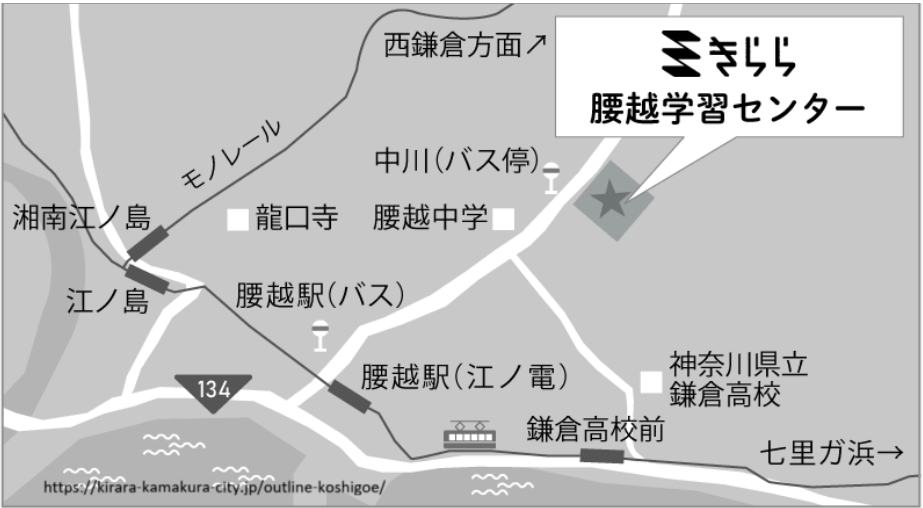 西鎌倉方面↗
きらら
腰越学習センター
モノレール
中川(バス停)
湘南江ノ島
龍口寺
腰越中学
江ノ島
腰越駅(バス)
134
腰越駅(江ノ電)
神奈川県立
鎌倉高校
鎌倉高校前
七里ガ浜→
https://kirara-kamakura-city.jp/outline-koshigoe/